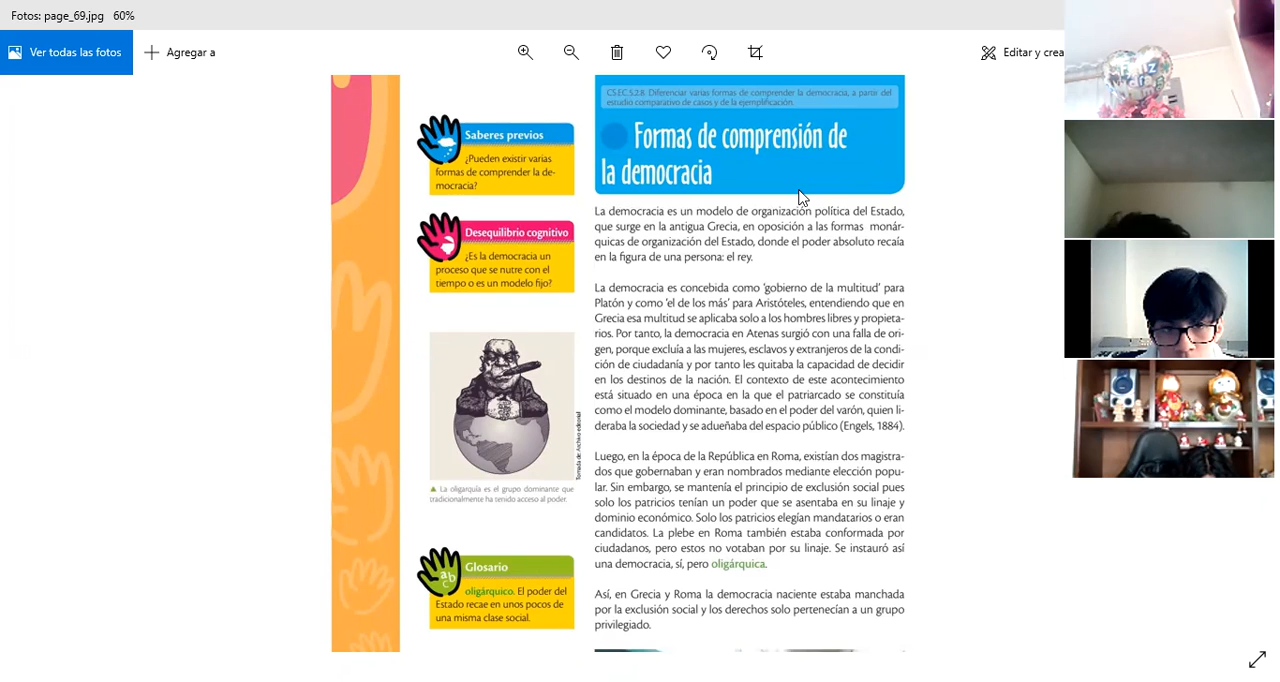 Fotos: page_69.jpg 60%
Ver todas las fotos
Agregar a
Editar y crea
CS.EC.5.2.8. Diferenciar varias formas de comprender la democracia, a partir del
estudio comparativo de casos y de la ejemplificación.
Formas de comprensión de
la democracia
Saberes previos
¿Pueden existir varias
formas de comprender la de-
mocracia?
Desequilibrio cognitivo
¿Es la democracia un
proceso que se nutre con el
tiempo o es un modelo fijo?
Tomada de: Archivo editorial
La oligarquía es el grupo dominante que
tradicionalmente ha tenido acceso al poder.
abc
Glosario
oligárquico. El poder del
Estado recae en unos pocos de
una misma clase social.
La democracia es un modelo de organización política del Estado,
que surge en la antigua Grecia, en oposición a las formas monár-
quicas de organización del Estado, donde el poder absoluto recaía
en la figura de una persona: el rey.
La democracia es concebida como ‘gobierno de la multitud’ para
Platón y como ‘el de los más’ para Aristóteles, entendiendo que en
Grecia esa multitud se aplicaba solo a los hombres libres y propieta-
rios. Por tanto, la democracia en Atenas surgió con una falla de ori-
gen, porque excluía a las mujeres, esclavos y extranjeros de la condi-
ción de ciudadanía y por tanto les quitaba la capacidad de decidir
en los destinos de la nación. El contexto de este acontecimiento
está situado en una época en la que el patriarcado se constituía
como el modelo dominante, basado en el poder del varón, quien li-
deraba la sociedad y se adueñaba del espacio público (Engels, 1884).
Luego, en la época de la República en Roma, existían dos magistra-
dos que gobernaban y eran nombrados mediante elección popu-
lar. Sin embargo, se mantenía el principio de exclusión social pues
solo los patricios tenían un poder que se asentaba en su linaje y
dominio económico. Solo los patricios elegían mandatarios o eran
candidatos. La plebe en Roma también estaba conformada por
ciudadanos, pero estos no votaban por su linaje. Se instauró así
una democracia, sí, pero oligárquica.
Así, en Grecia y Roma la democracia naciente estaba manchada
por la exclusión social y los derechos solo pertenecían a un grupo
privilegiado.